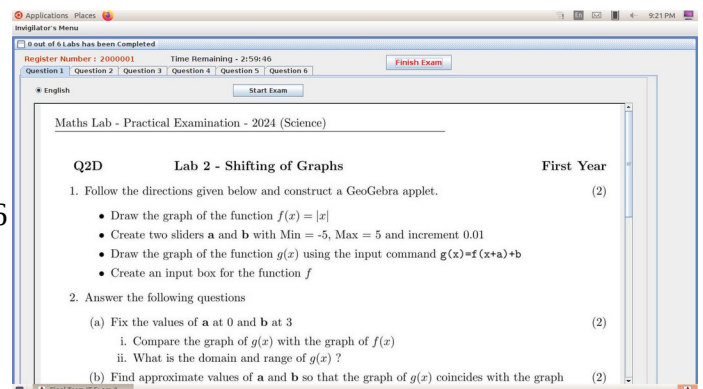 Applications Places 9:21 PM
Invigilator's Menu
0 out of 6 Labs has been Completed
Register Number : 2000001 Time Remaining - 2:59:46 Finish Exam
Question 1 Question 2 Question 3 Question 4 Question 5 Question 6
English Start Exam
Maths Lab - Practical Examination - 2024 (Science)
Q2D Lab 2 - Shifting of Graphs First Year
1. Follow the directions given below and construct a GeoGebra applet. (2)
• Draw the graph of the function f(x) = |x|
• Create two sliders a and b with Min = -5, Max = 5 and increment 0.01
• Draw the graph of the function g(x) using the input command g(x)=f(x+a)+b
• Create an input box for the function f
2. Answer the following questions
(a) Fix the values of a at 0 and b at 3 (2)
i. Compare the graph of g(x) with the graph of f(x)
ii. What is the domain and range of g(x) ?
(b) Find approximate values of a and b so that the graph of g(x) coincides with the graph (2)